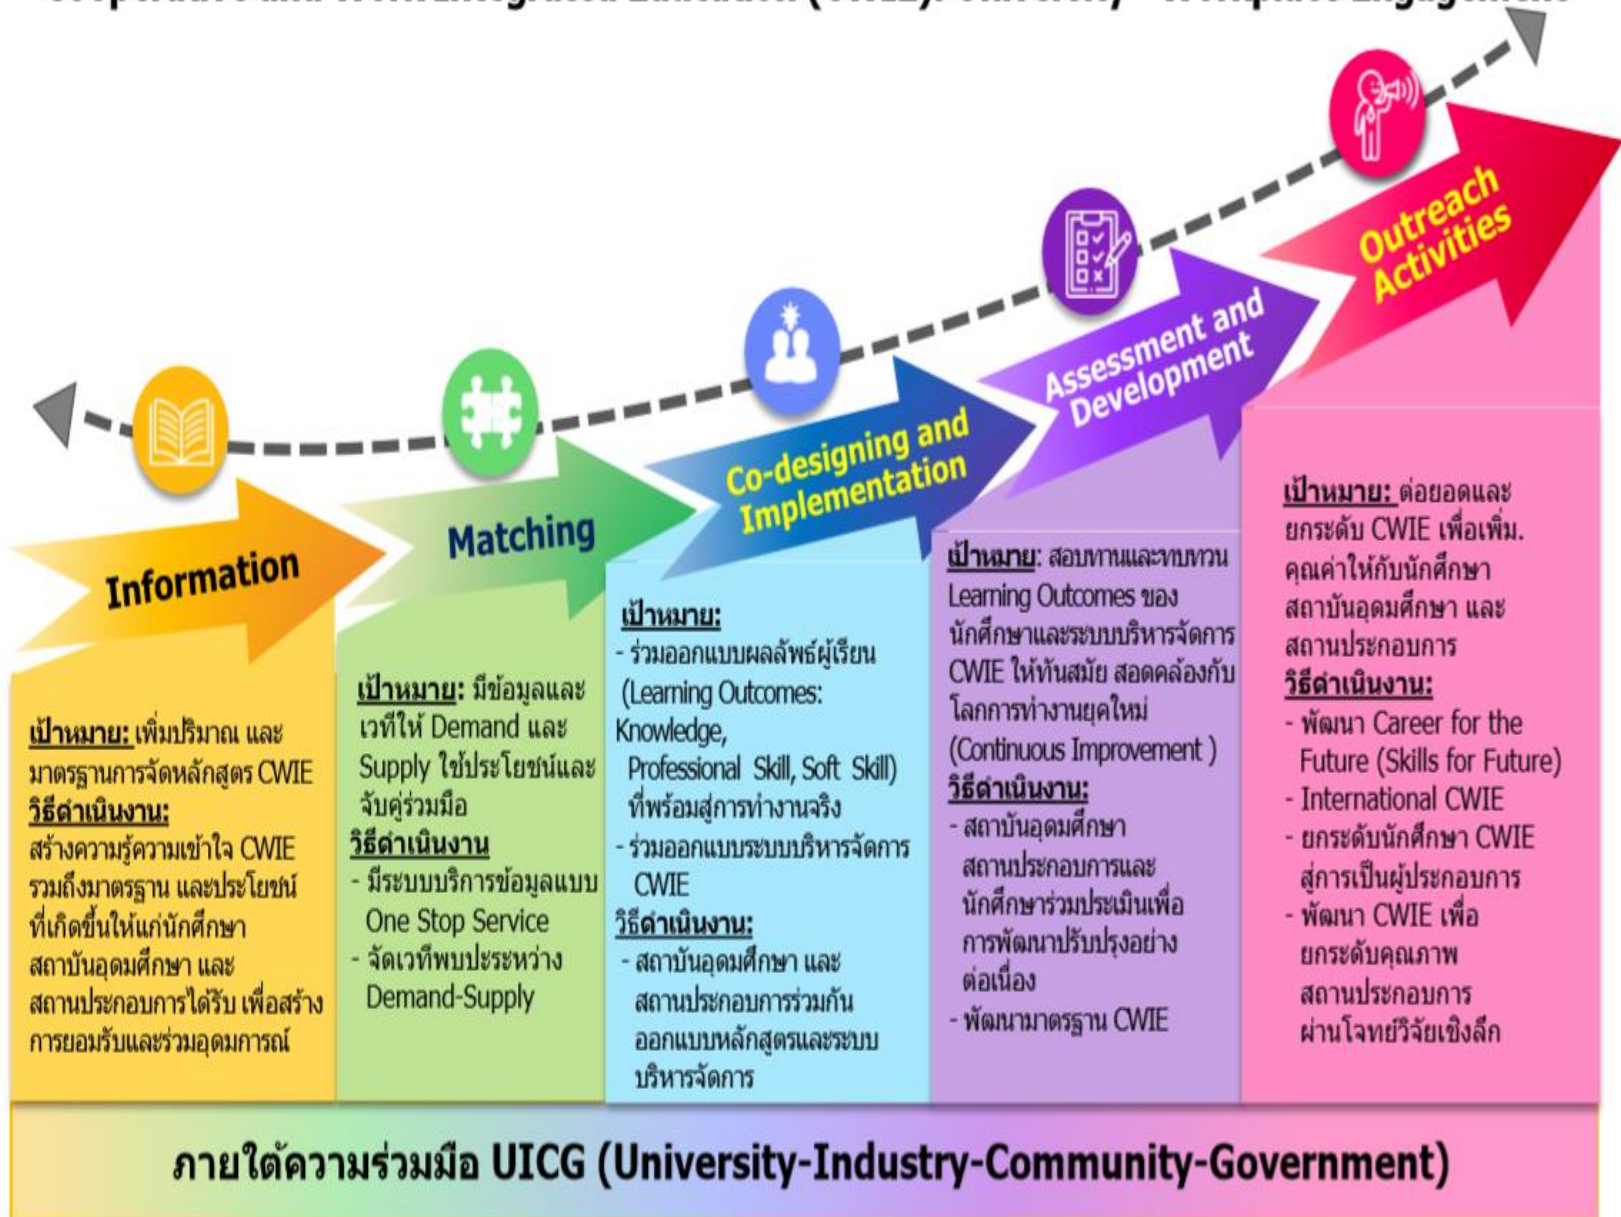 Cooperative and Work Integrated Education (CWIE): University - Workplace Engagement
Information
เป้าหมาย: เพิ่มปริมาณ และ
มาตรฐานการจัดหลักสูตร CWIE
วิธีดำเนินงาน:
สร้างความรู้ความเข้าใจ CWIE
รวมถึงมาตรฐาน และประโยชน์
ที่เกิดขึ้นให้แก่นักศึกษา
สถาบันอุดมศึกษา และ
สถานประกอบการได้รับ เพื่อสร้าง
การยอมรับและร่วมอุดมการณ์
Matching
เป้าหมาย: มีข้อมูลและ
เวทีให้ Demand และ
Supply ใช้ประโยชน์และ
จับคู่ร่วมมือ
วิธีดำเนินงาน
- มีระบบบริการข้อมูลแบบ
One Stop Service
- จัดเวทีพบปะระหว่าง
Demand-Supply
Co-designing and
Implementation
เป้าหมาย:
- ร่วมออกแบบผลลัพธ์ผู้เรียน
(Learning Outcomes:
Knowledge,
Professional Skill, Soft Skill)
ที่พร้อมสู่การทำงานจริง
- ร่วมออกแบบระบบบริหารจัดการ
CWIE
วิธีดำเนินงาน:
- สถาบันอุดมศึกษา และ
สถานประกอบการร่วมกัน
ออกแบบหลักสูตรและระบบ
บริหารจัดการ
Assessment and
Development
เป้าหมาย: สอบทานและทบทวน
Learning Outcomes ของ
นักศึกษาและระบบบริหารจัดการ
CWIE ให้ทันสมัย สอดคล้องกับ
โลกการทำงานยุคใหม่
(Continuous Improvement )
วิธีดำเนินงาน:
- สถาบันอุดมศึกษา
สถานประกอบการและ
นักศึกษาร่วมประเมินเพื่อ
การพัฒนาปรับปรุงอย่าง
ต่อเนื่อง
- พัฒนามาตรฐาน CWIE
Outreach
Activities
เป้าหมาย: ต่อยอดและ
ยกระดับ CWIE เพื่อเพิ่ม.
คุณค่าให้กับนักศึกษา
สถาบันอุดมศึกษา และ
สถานประกอบการ
วิธีดำเนินงาน:
- พัฒนา Career for the
Future (Skills for Future)
- International CWIE
- ยกระดับนักศึกษา CWIE
สู่การเป็นผู้ประกอบการ
- พัฒนา CWIE เพื่อ
ยกระดับคุณภาพ
สถานประกอบการ
ผ่านโจทย์วิจัยเชิงลึก
ภายใต้ความร่วมมือ UICG (University-Industry-Community-Government)